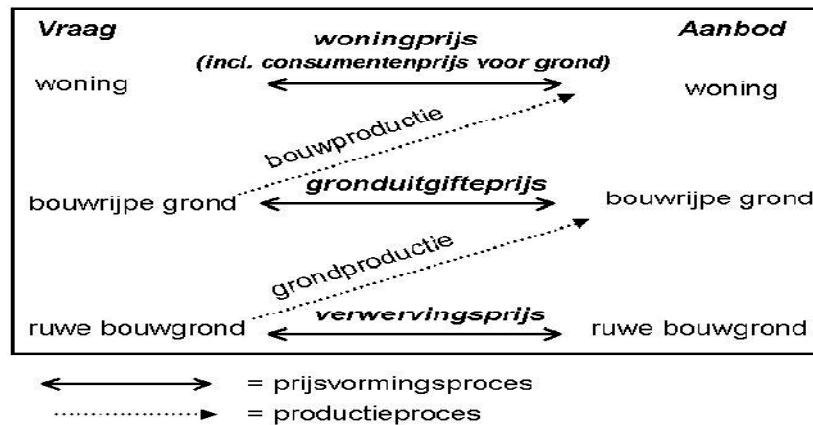 Vraag
woningprijs
Aanbod
(incl. consumentenprijs voor grond)
woning
woning
bouwproductie
bouwrijpe grond
gronduitgifteprijs
bouwrijpe grond
grondproductie
ruwe bouwgrond
verwervingsprijs
ruwe bouwgrond
= prijsvormingsproces
= productieproces